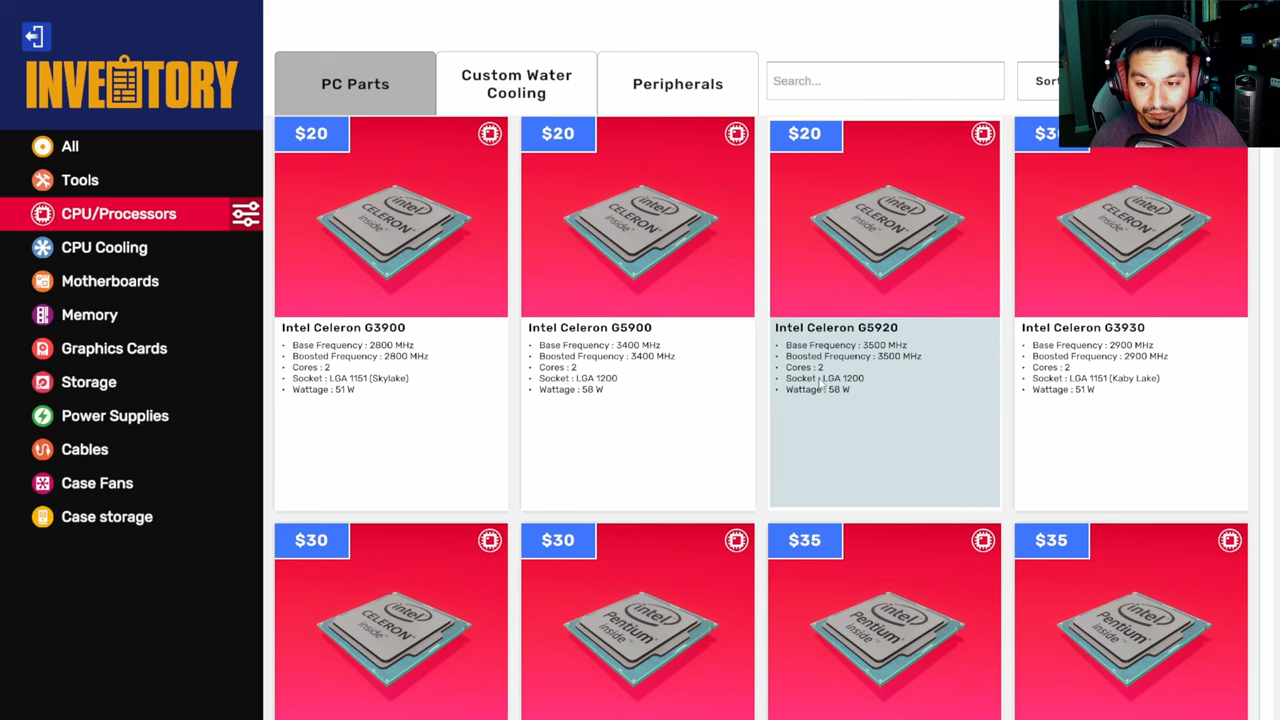 INVENTORY
All
Tools
CPU/Processors
CPU Cooling
Motherboards
Memory
Graphics Cards
Storage
Power Supplies
Cables
Case Fans
Case storage
PC Parts
Custom Water
Cooling
Peripherals
Search...
Sort
$20
intel
CELERON
inside
Intel Celeron G3900
• Base Frequency : 2800 MHz
• Boosted Frequency : 2800 MHz
• Cores : 2
• Socket : LGA 1151 (Skylake)
• Wattage : 51 W
$20
intel
CELERON
inside
Intel Celeron G5900
• Base Frequency : 3400 MHz
• Boosted Frequency : 3400 MHz
• Cores : 2
• Socket : LGA 1200
• Wattage : 58 W
$20
intel
CELERON
inside
Intel Celeron G5920
• Base Frequency : 3500 MHz
• Boosted Frequency : 3500 MHz
• Cores : 2
• Socket : LGA 1200
• Wattage : 58 W
intel
CELERON
inside
Intel Celeron G3930
• Base Frequency : 2900 MHz
• Boosted Frequency : 2900 MHz
• Cores : 2
• Socket : LGA 1151 (Kaby Lake)
• Wattage : 51 W
$30
intel
CELERON
inside
$30
intel
Pentium
inside
$35
intel
Pentium
inside
$35
intel
Pentium
inside